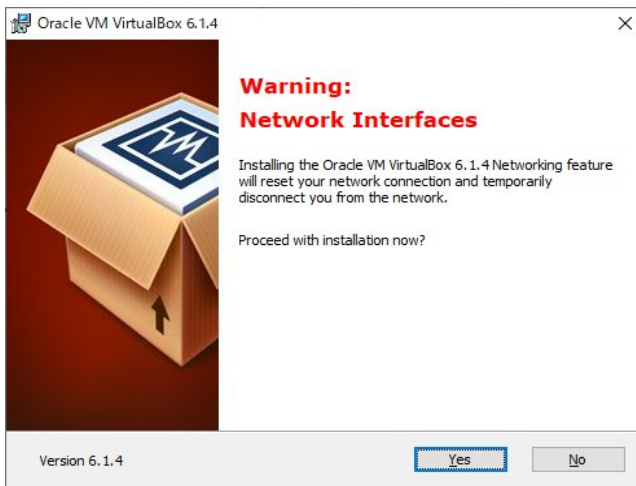 Oracle VM VirtualBox 6.1.4
Warning:
Network Interfaces
Installing the Oracle VM VirtualBox 6.1.4 Networking feature
will reset your network connection and temporarily
disconnect you from the network.
Proceed with installation now?
Version 6.1.4
Yes
No